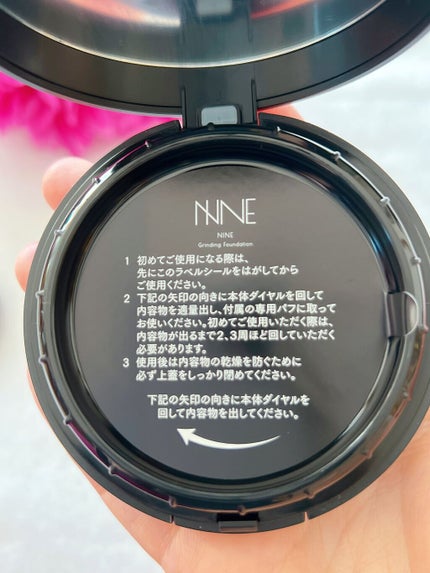 NINE
NINE
Grinding Foundation
1 初めてご使用になる際は、
先にこのラベルシールをはがしてから
ご使用ください。
2 下記の矢印の向きに本体ダイヤルを回して
内容物を適量出し、付属の専用パフに取って
お使いください。初めてご使用いただく際は、
内容物が出るまで2、3周ほど回していただく
必要があります。
3 使用後は内容物の乾燥を防ぐために
必ず上蓋をしっかり閉めてください。
下記の矢印の向きに本体ダイヤルを
回して内容物を出してください。